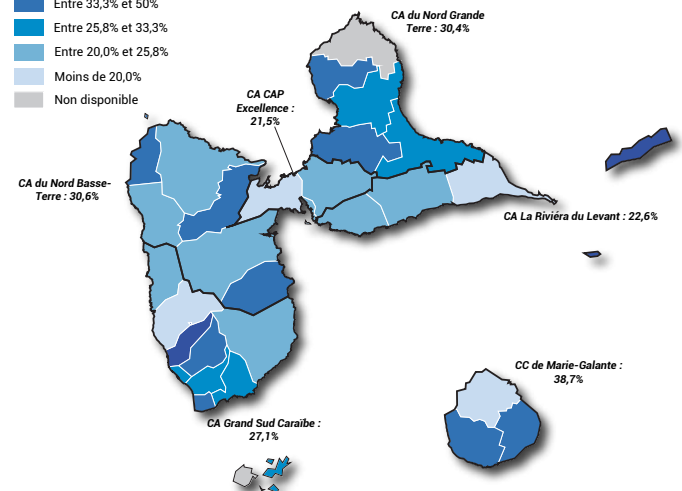 Entre 33,3% et 50%
Entre 25,8% et 33,3%
Entre 20,0% et 25,8%
Moins de 20,0%
Non disponible
CA du Nord Grande
Terre : 30,4%
CA CAP
Excellence :
21,5%
CA du Nord Basse-
Terre : 30,6%
CA La Riviéra du Levant : 22,6%
CC de Marie-Galante :
38,7%
CA Grand Sud Caraïbe :
27,1%